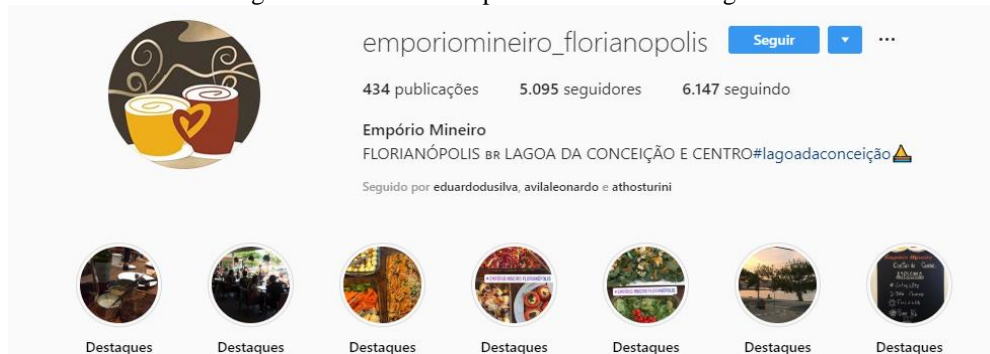 emporiomineiro_florianopolis Seguir ...
434 publicações 5.095 seguidores 6.147 seguindo
Empório Mineiro
FLORIANÓPOLIS BR LAGOA DA CONCEIÇÃO E CENTRO#lagoadaconceição
Seguido por eduardodusilva, avilaleonardo e athosturini
Destaques Destaques Destaques Destaques Destaques Destaques Destaques